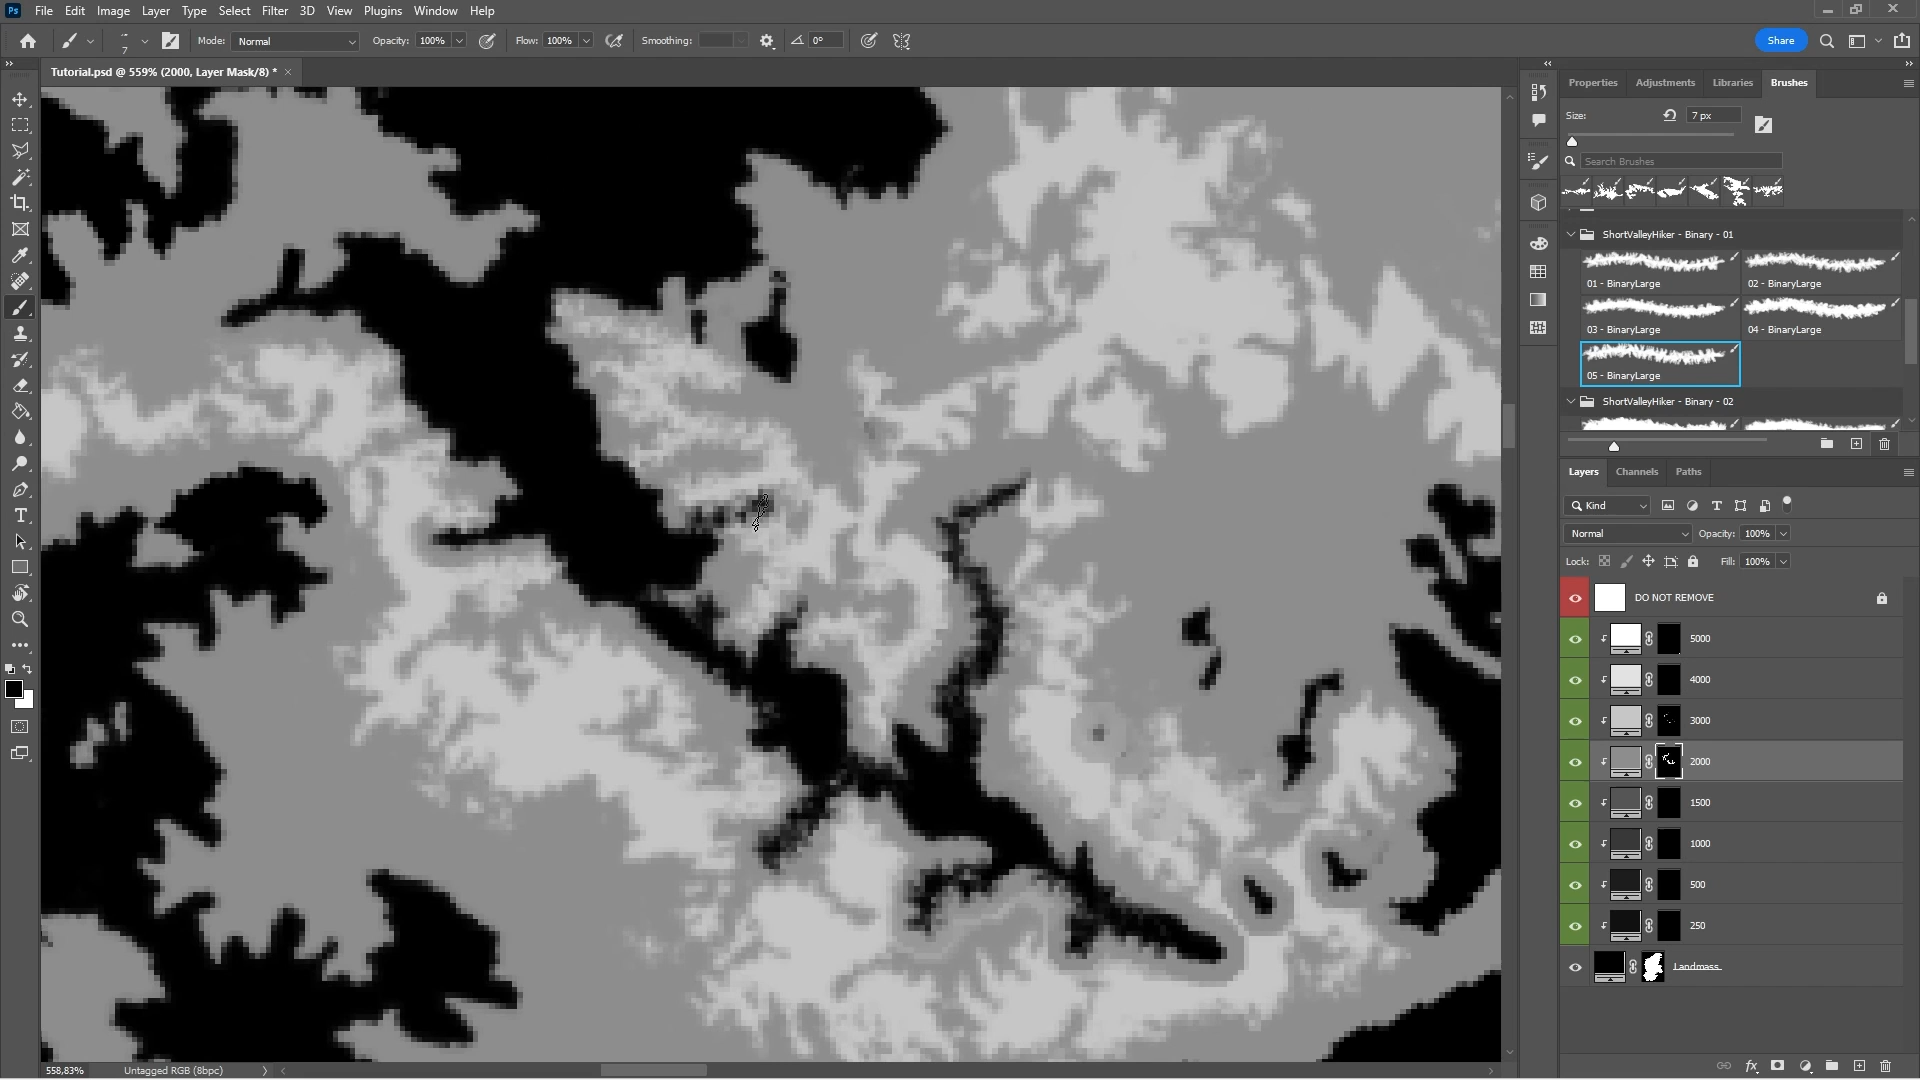 Ps File Edit Image Layer Type Select Filter 3D View Plugins Window Help
7 Mode: Normal Opacity: 100% Flow: 100% Smoothing: 0° Share
Tutorial.psd @ 559% (2000, Layer Mask/8) * ×
Properties Adjustments Libraries Brushes
Size: 7 px
Search Brushes
ShortValleyHiker - Binary - 01
01 - BinaryLarge 02 - BinaryLarge
03 - BinaryLarge 04 - BinaryLarge
05 - BinaryLarge
ShortValleyHiker - Binary - 02
Layers Channels Paths
Kind
Normal Opacity: 100%
Lock: Fill: 100%
DO NOT REMOVE
5000
4000
3000
2000
1500
1000
500
250
Landmass
558,83% Untagged RGB (8bpc)